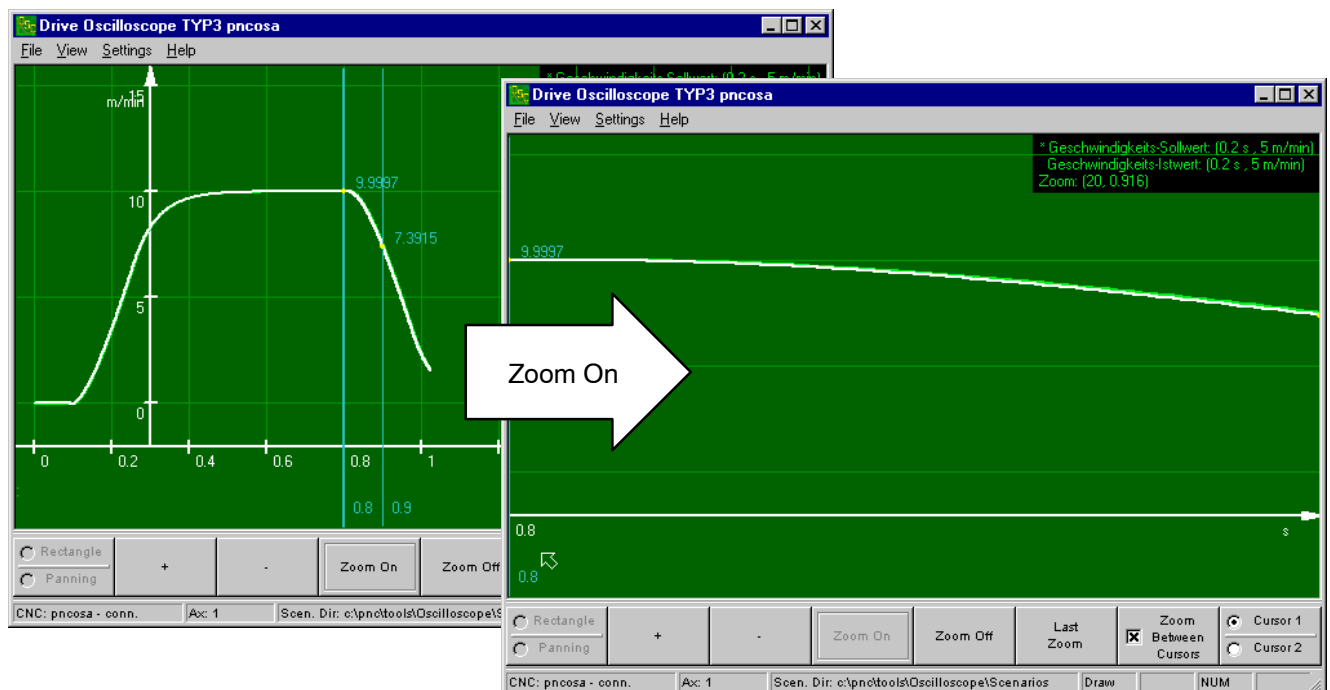 Drive Oscilloscope TYP3 pncosa
File View Settings Help
m/min
15
10
5
0
9.9997
7.3915
0 0.2 0.4 0.6 0.8 1
0.8 0.9
Rectangle
Panning
+
-
Zoom On
Zoom Off
CNC: pncosa - conn. Ax: 1 Scen. Dir: c:\pnc\tools\Oscilloscope\S
Zoom On
Drive Oscilloscope TYP3 pncosa
File View Settings Help
* Geschwindigkeits-Sollwert: (0.2 s , 5 m/min)
Geschwindigkeits-Istwert: (0.2 s , 5 m/min)
Zoom: (20, 0.916)
9.9997
0.8 s
0.8
Rectangle
Panning
+
-
Zoom On
Zoom Off
Last
Zoom
Zoom
Between
Cursors
Cursor 1
Cursor 2
CNC: pncosa - conn. Ax: 1 Scen. Dir: c:\pnc\tools\Oscilloscope\Scenarios Draw NUM